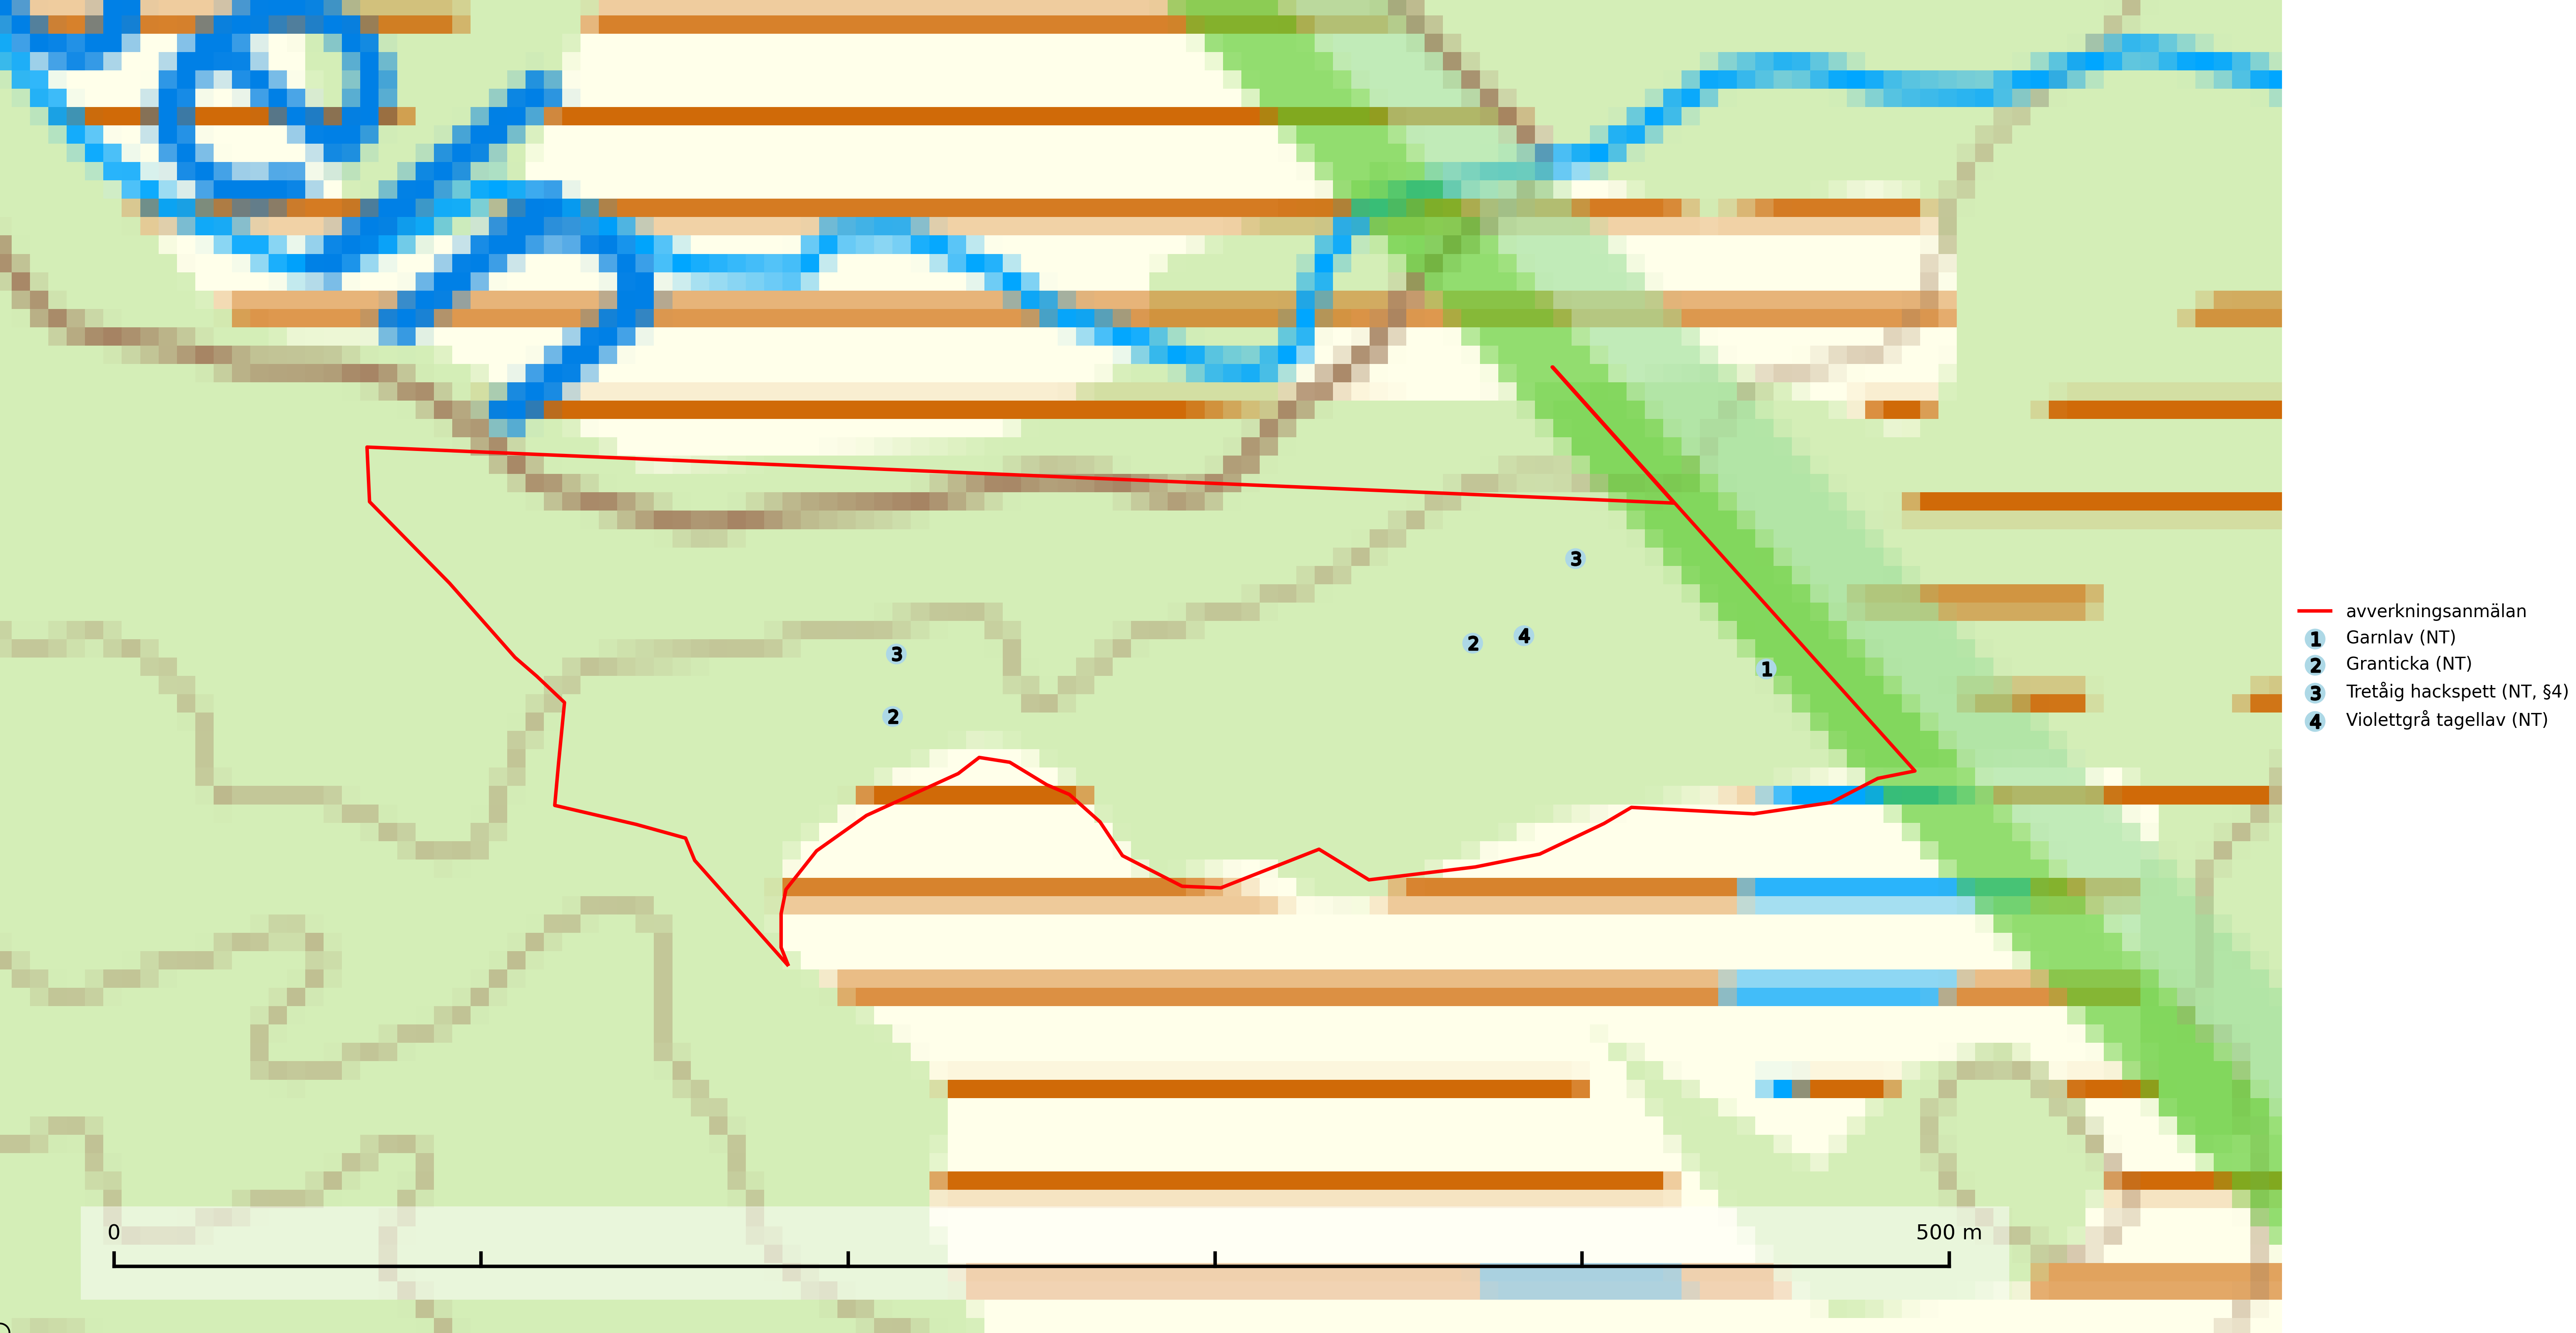 3
2
4
3
1
2
avverkningsanmälan
1 Garnlav (NT)
2 Granticka (NT)
3 Tretåig hackspett (NT, §4)
4 Violettgrå tagellav (NT)
0 500 m